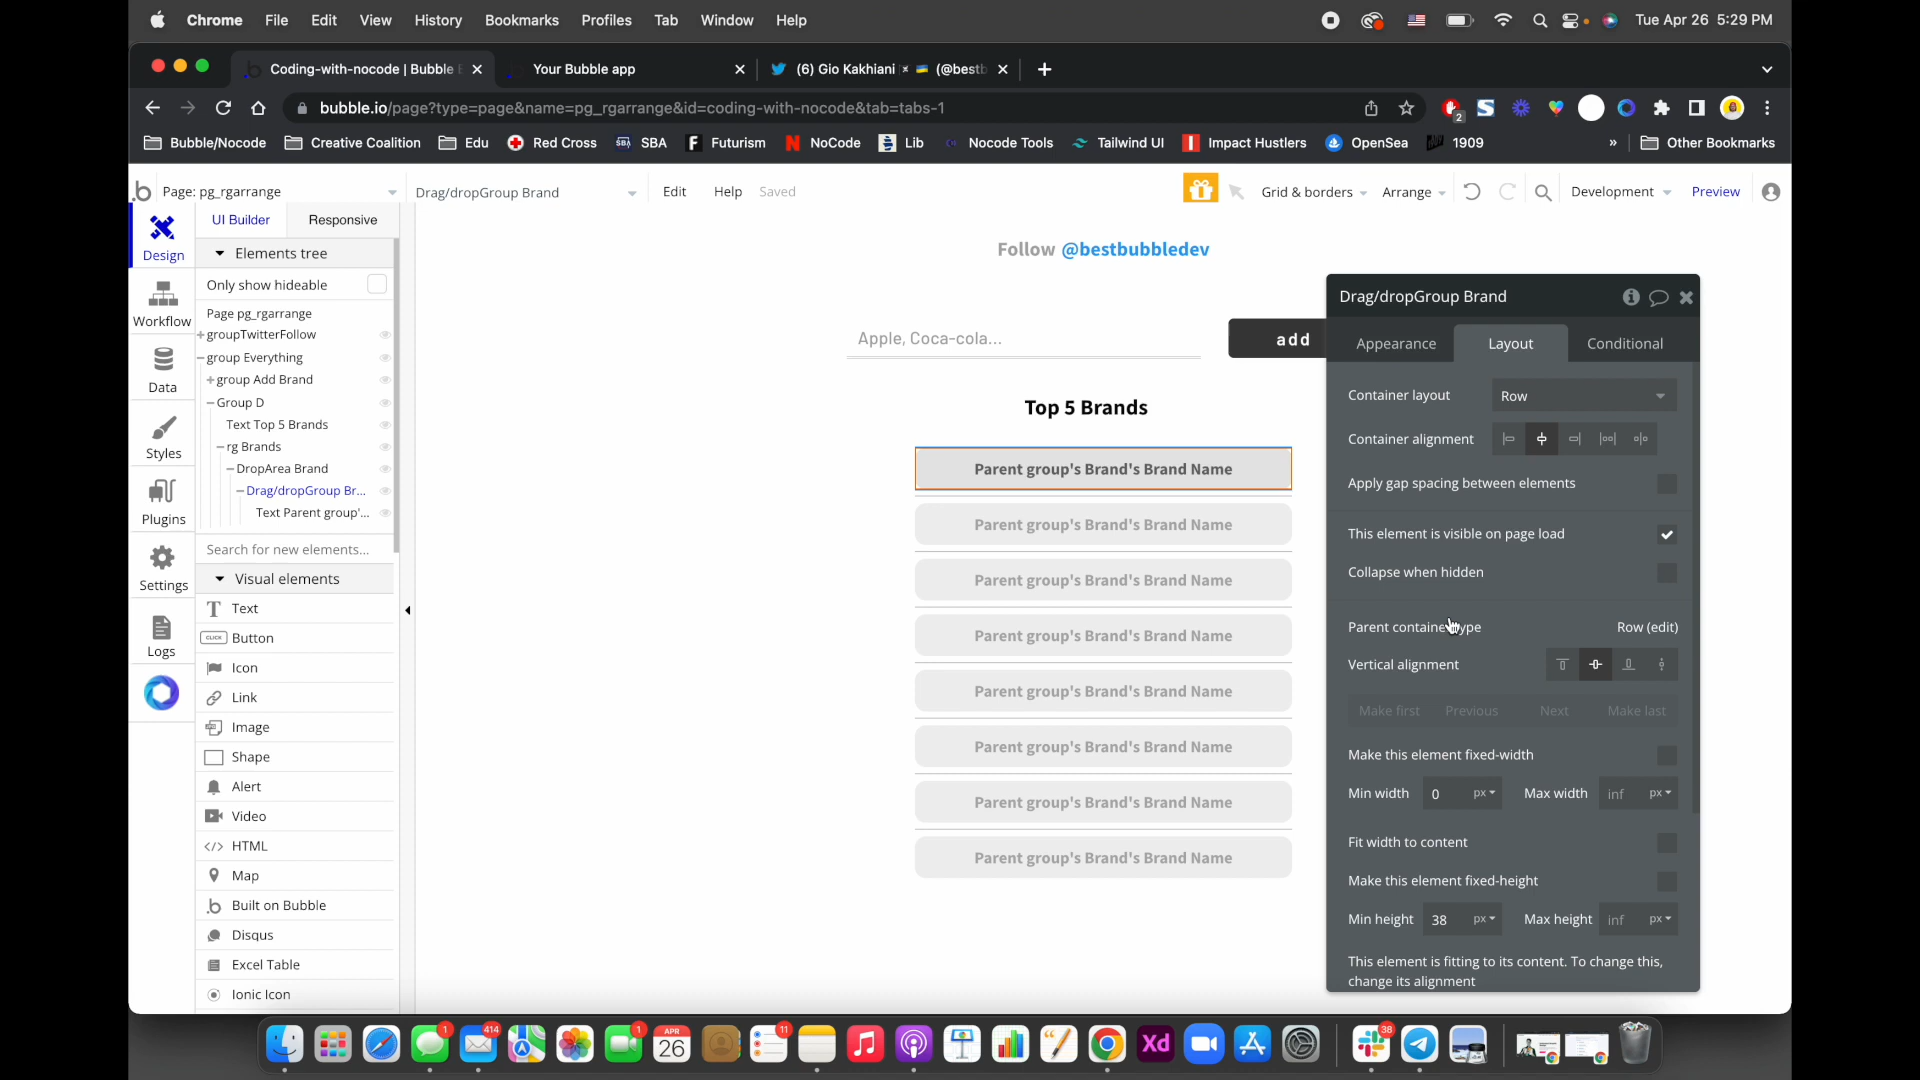 Chrome File Edit View History Bookmarks Profiles Tab Window Help Tue Apr 26 5:29 PM
Coding-with-nocode | Bubble E Your Bubble app (6) Gio Kakhiani (@bestb
bubble.io/page?type=page&name=pg_rgarrange&id=coding-with-nocode&tab=tabs-1 2
Bubble/Nocode Creative Coalition Edu Red Cross SBA SBA Futurism NoCode Lib Nocode Tools Tailwind UI Impact Hustlers OpenSea 1909 » Other Bookmarks
Page: pg_rgarrange Drag/dropGroup Brand Edit Help Saved Grid & borders Arrange Development Preview
UI Builder Responsive
Design
Workflow
Data
Styles
Plugins
Settings
Logs
Elements tree
Only show hideable
Page pg_rgarrange
groupTwitterFollow
group Everything
group Add Brand
Group D
Text Top 5 Brands
rg Brands
DropArea Brand
Drag/dropGroup Br...
Text Parent group'...
Search for new elements...
Visual elements
Text
CLICK Button
Icon
Link
Image
Shape
Alert
Video
HTML
Map
Built on Bubble
Disqus
Excel Table
Ionic Icon
Follow @bestbubbledev
Apple, Coca-cola...
add
Top 5 Brands
Parent group's Brand's Brand Name
Parent group's Brand's Brand Name
Parent group's Brand's Brand Name
Parent group's Brand's Brand Name
Parent group's Brand's Brand Name
Parent group's Brand's Brand Name
Parent group's Brand's Brand Name
Parent group's Brand's Brand Name
Drag/dropGroup Brand
Appearance Layout Conditional
Container layout Row
Container alignment
Apply gap spacing between elements
This element is visible on page load
Collapse when hidden
Parent container type Row (edit)
Vertical alignment
Make first Previous Next Make last
Make this element fixed-width
Min width 0 px Max width inf px
Fit width to content
Make this element fixed-height
Min height 38 px Max height inf px
This element is fitting to its content. To change this,
change its alignment
1 414 1 APR 26 11 Xd 38